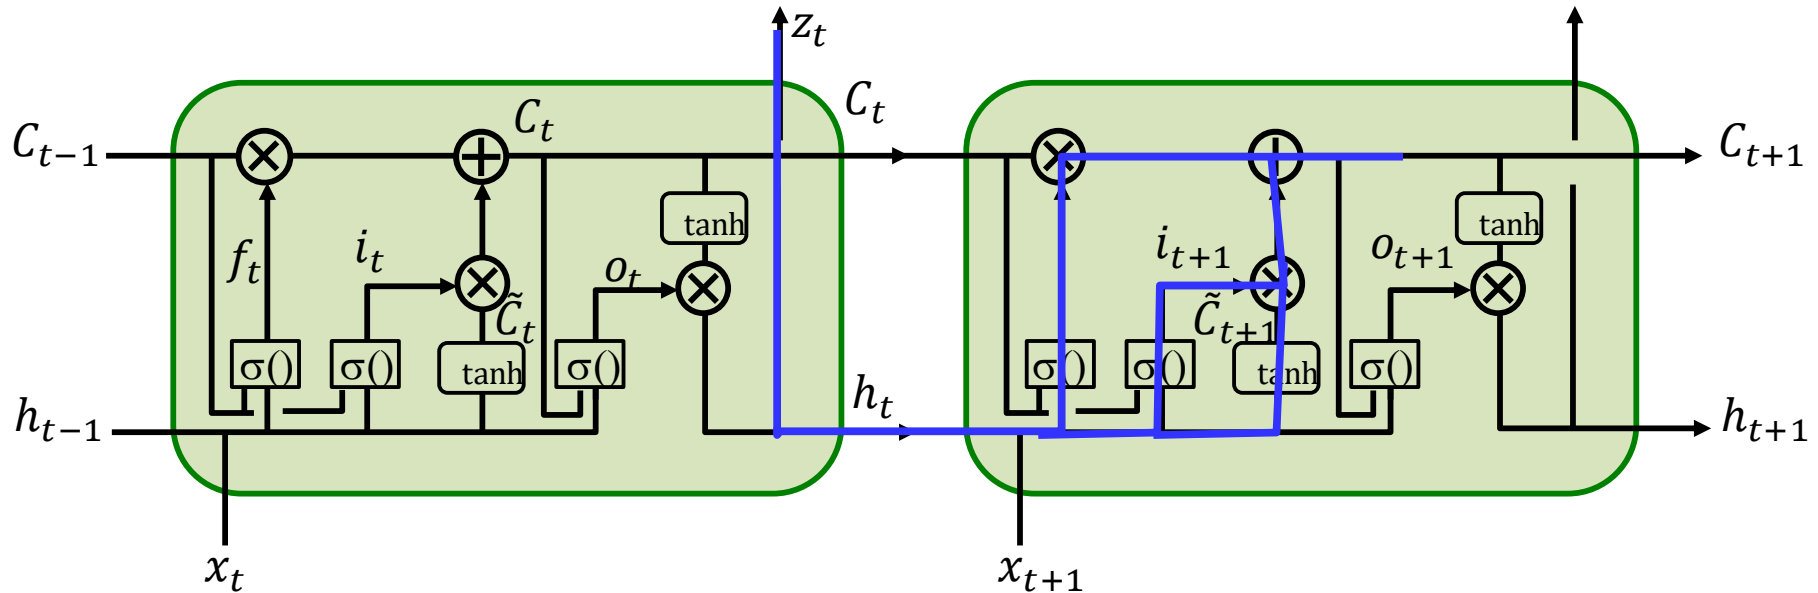 z_t
C_{t-1} C_t C_t C_{t+1}
tanh tanh
f_t i_t o_t i_{t+1} o_{t+1}
C̃_t C̃_{t+1}
σ() σ() tanh σ() σ() σ() tanh σ()
h_{t-1} h_t h_{t+1}
x_t x_{t+1}